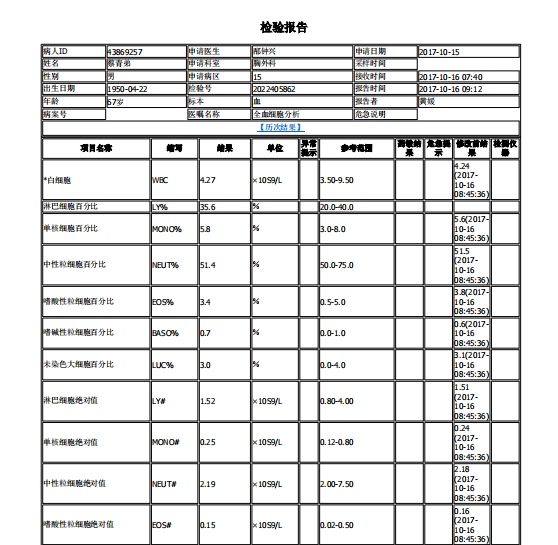 检验报告
病人ID 43869257 申请医生 郁钟兴 申请日期 2017-10-15
姓名 蔡青弟 申请科室 胸外科 采样时间
性别 男 申请病区 15 接收时间 2017-10-16 07:40
出生日期 1950-04-22 检验号 2022405862 报告时间 2017-10-16 09:12
年龄 67岁 标本 血 报告者 黄媛
病案号 医嘱名称 全血细胞分析 危急说明
【历次结果】
项目名称 缩写 结果 单位 异常提示 参考范围 结果 危急提示 修改前结果 检测仪器
*白细胞 WBC 4.27 ×10S9/L 3.50-9.50 4.24 (2017-10-16 08:45:36)
淋巴细胞百分比 LY% 35.6 % 20.0-40.0
单核细胞百分比 MONO% 5.8 % 3.0-8.0 5.6(2017-10-16 08:45:36)
中性粒细胞百分比 NEUT% 51.4 % 50.0-75.0 51.5 (2017-10-16 08:45:36)
嗜酸性粒细胞百分比 EOS% 3.4 % 0.5-5.0 3.8(2017-10-16 08:45:36)
嗜碱性粒细胞百分比 BASO% 0.7 % 0.0-1.0 0.6(2017-10-16 08:45:36)
未染色大细胞百分比 LUC% 3.0 % 0.0-4.0 3.1(2017-10-16 08:45:36)
淋巴细胞绝对值 LY# 1.52 ×10S9/L 0.80-4.00 1.51 (2017-10-16 08:45:36)
单核细胞绝对值 MONO# 0.25 ×10S9/L 0.12-0.80 0.24 (2017-10-16 08:45:36)
中性粒细胞绝对值 NEUT# 2.19 ×10S9/L 2.00-7.50 2.18 (2017-10-16 08:45:36)
嗜酸性粒细胞绝对值 EOS# 0.15 ×10S9/L 0.02-0.50 0.16 (2017-10-16 08:45:36)